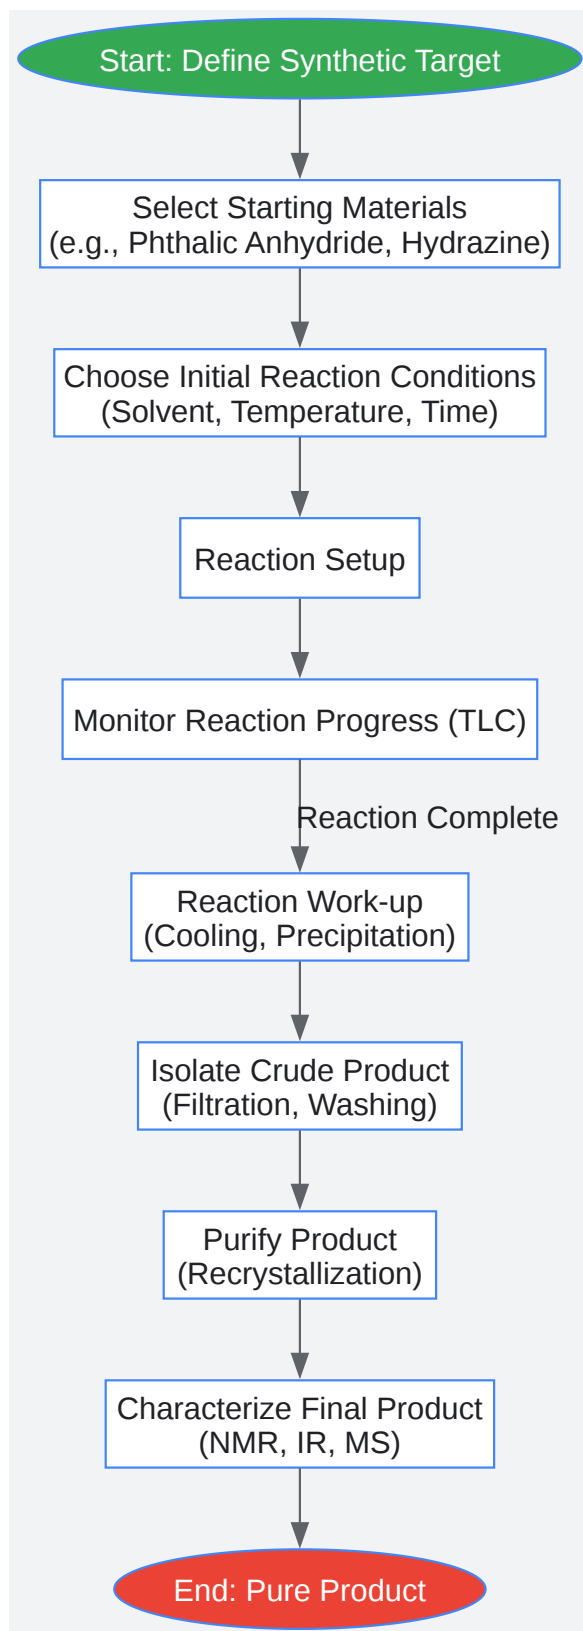 Start: Define Synthetic Target
Select Starting Materials
(e.g., Phthalic Anhydride, Hydrazine)
Choose Initial Reaction Conditions
(Solvent, Temperature, Time)
Reaction Setup
Monitor Reaction Progress (TLC)
Reaction Complete
Reaction Work-up
(Cooling, Precipitation)
Isolate Crude Product
(Filtration, Washing)
Purify Product
(Recrystallization)
Characterize Final Product
(NMR, IR, MS)
End: Pure Product